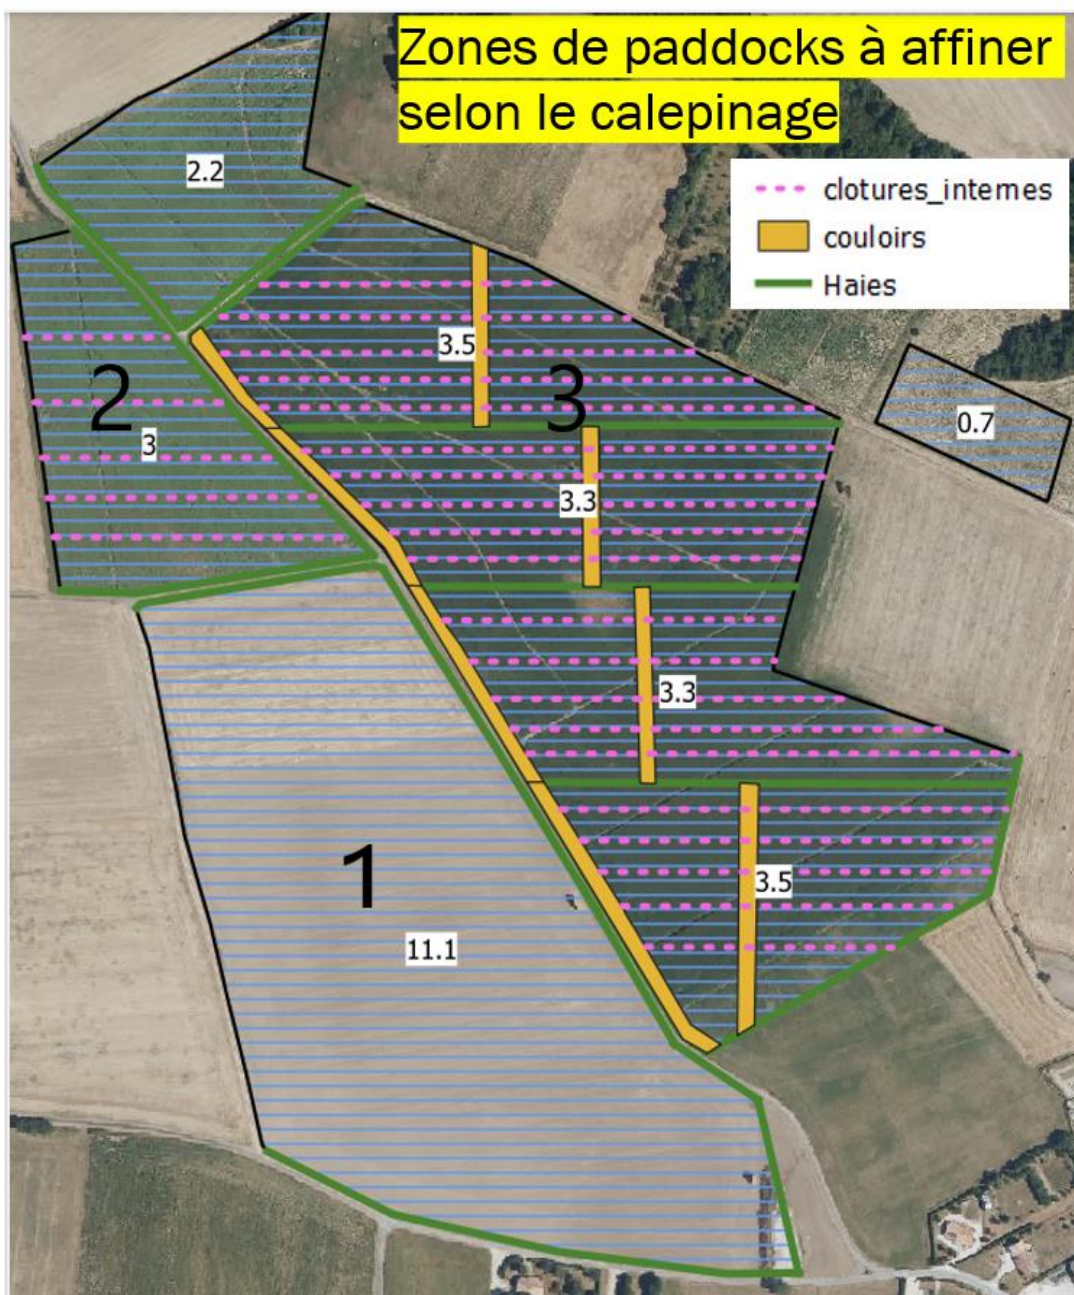 Zones de paddocks à affiner
selon le calepinage
clotures_internes
couloirs
Haies
2.2
3.5
2
3
3
0.7
3.3
3.3
1
3.5
11.1